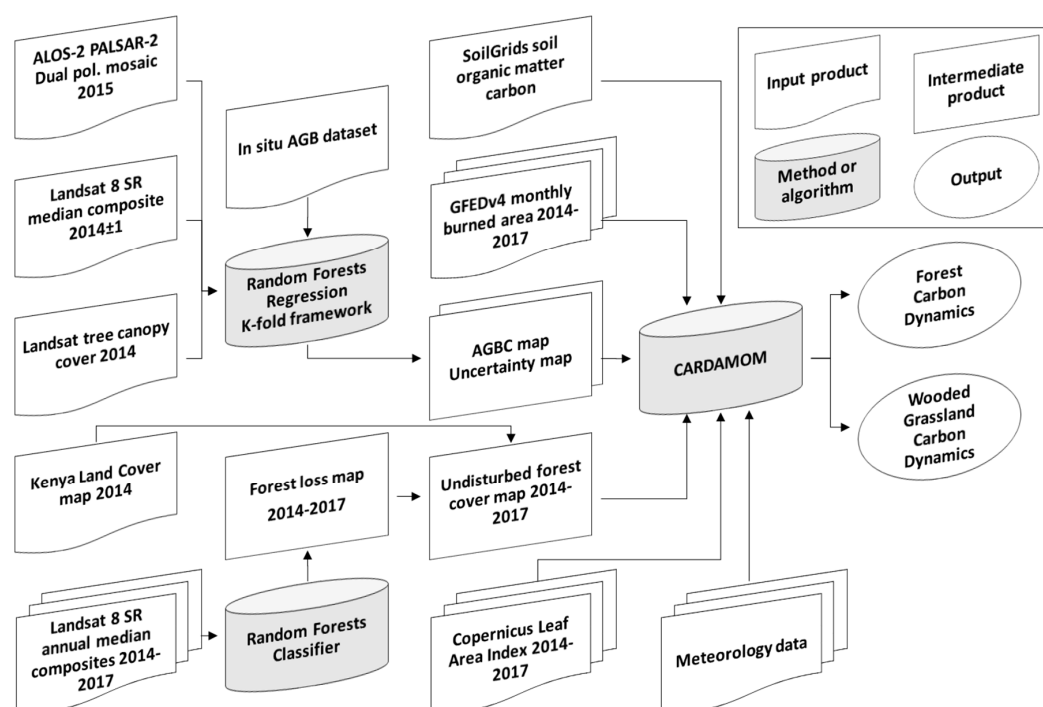 ALOS-2 PALSAR-2
Dual pol. mosaic
2015
Landsat 8 SR
median composite
2014±1
Landsat tree canopy
cover 2014
In situ AGB dataset
Random Forests
Regression
K-fold framework
Kenya Land Cover
map 2014
Forest loss map
2014-2017
Landsat 8 SR
annual median
composites 2014-
2017
Random Forests
Classifier
SoilGrids soil
organic matter
carbon
GFEDv4 monthly
burned area 2014-
2017
AGBC map
Uncertainty map
Undisturbed forest
cover map 2014-
2017
Copernicus Leaf
Area Index 2014-
2017
Meteorology data
CARDAMOM
Input product
Intermediate
product
Method or
algorithm
Output
Forest
Carbon
Dynamics
Wooded
Grassland
Carbon
Dynamics